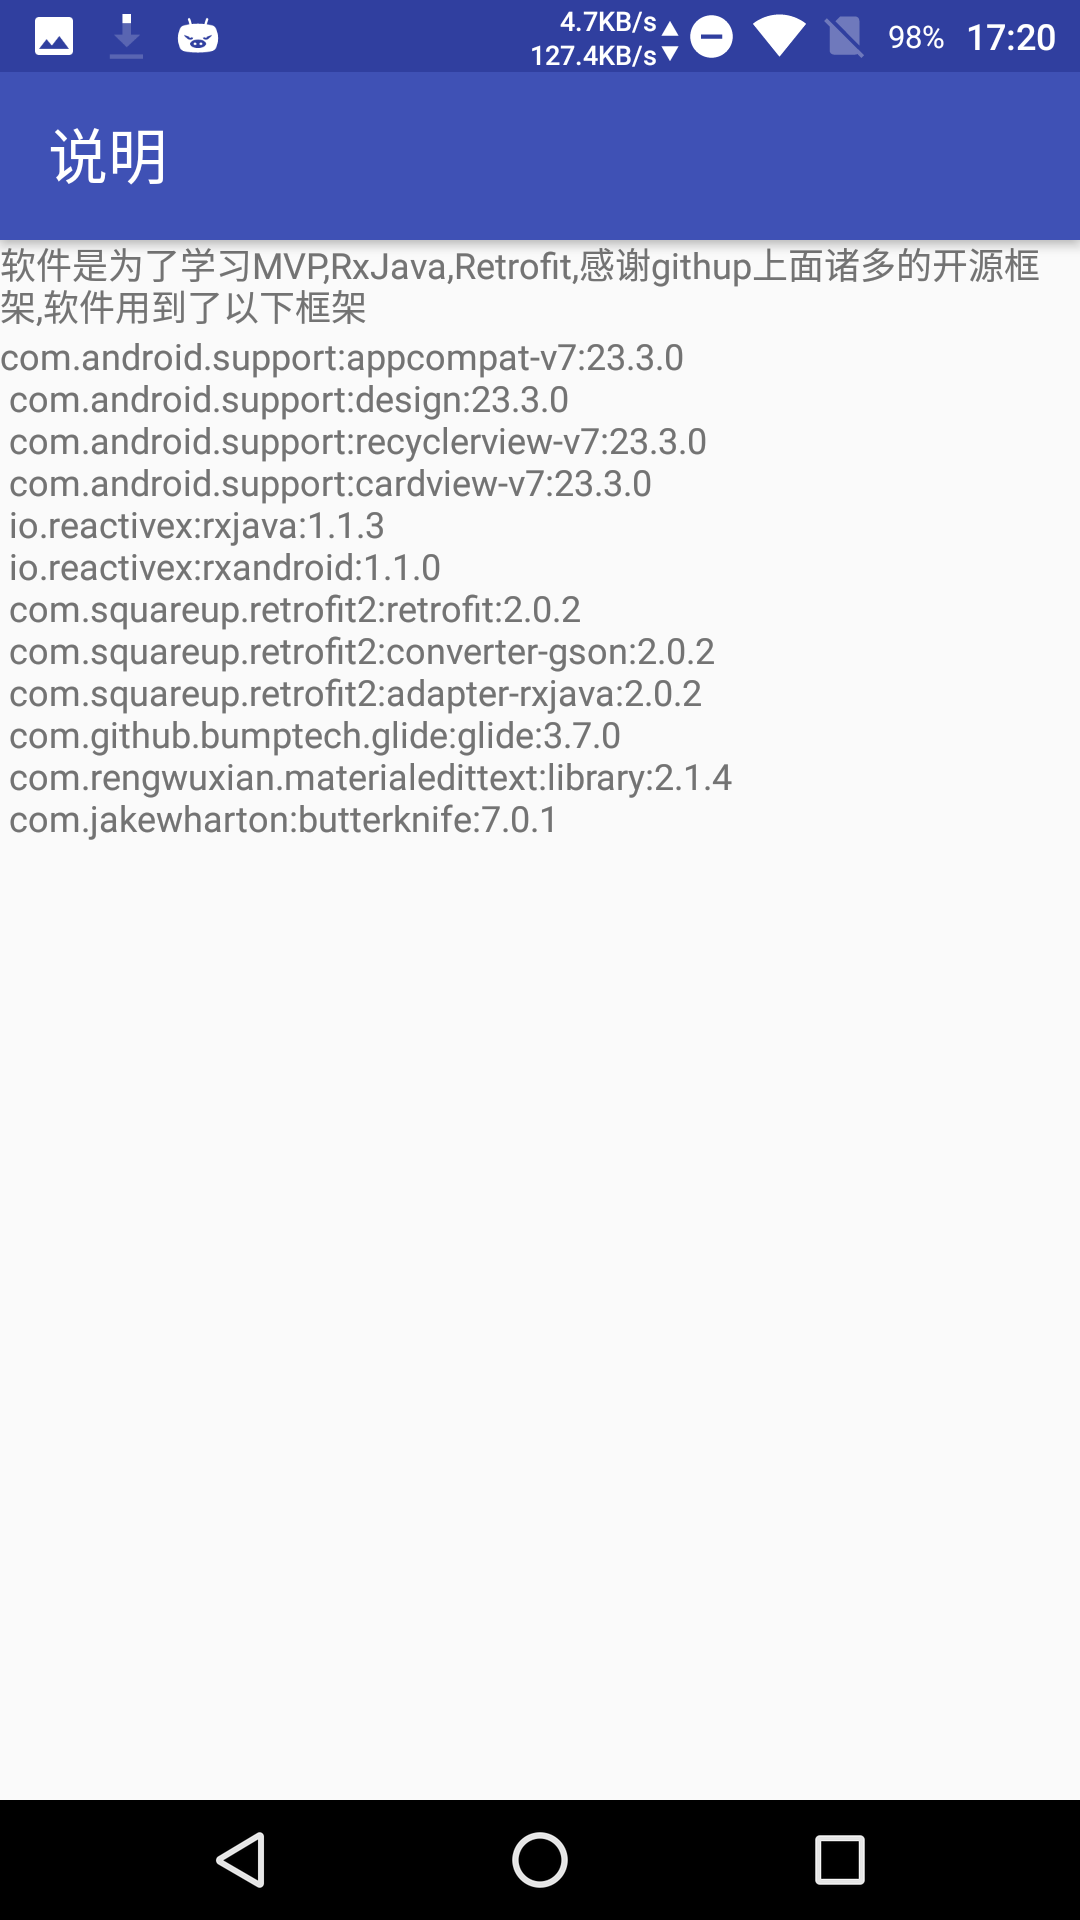 4.7KB/s
127.4KB/s
98%
17:20
说明
软件是为了学习MVP,RxJava,Retrofit,感谢githup上面诸多的开源框
架,软件用到了以下框架
com.android.support:appcompat-v7:23.3.0
com.android.support:design:23.3.0
com.android.support:recyclerview-v7:23.3.0
com.android.support:cardview-v7:23.3.0
io.reactivex:rxjava:1.1.3
io.reactivex:rxandroid:1.1.0
com.squareup.retrofit2:retrofit:2.0.2
com.squareup.retrofit2:converter-gson:2.0.2
com.squareup.retrofit2:adapter-rxjava:2.0.2
com.github.bumptech.glide:glide:3.7.0
com.rengwuxian.materialedittext:library:2.1.4
com.jakewharton:butterknife:7.0.1